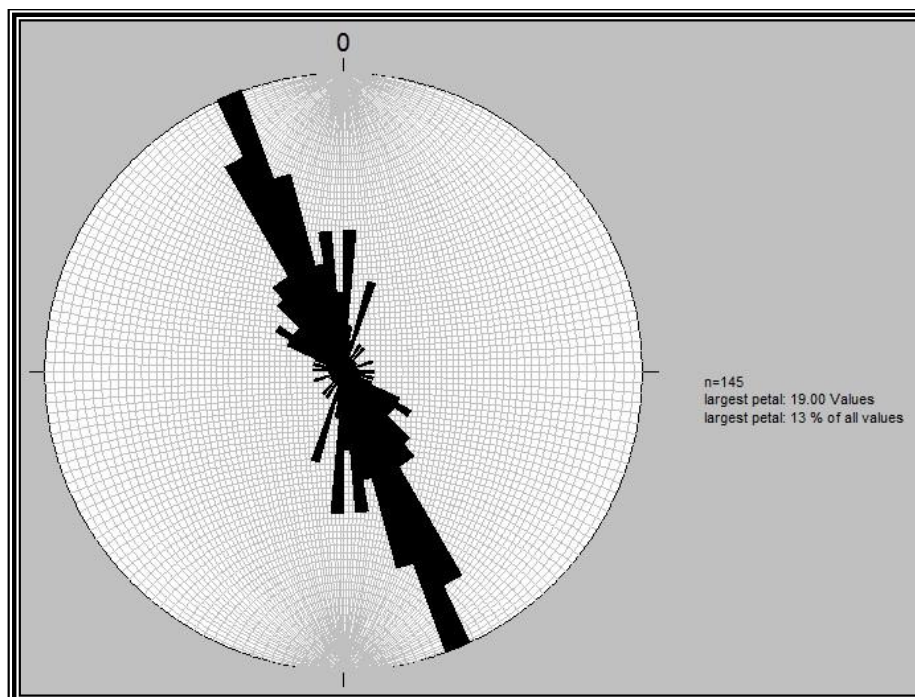 0
n=145
largest petal: 19.00 Values
largest petal: 13 % of all values